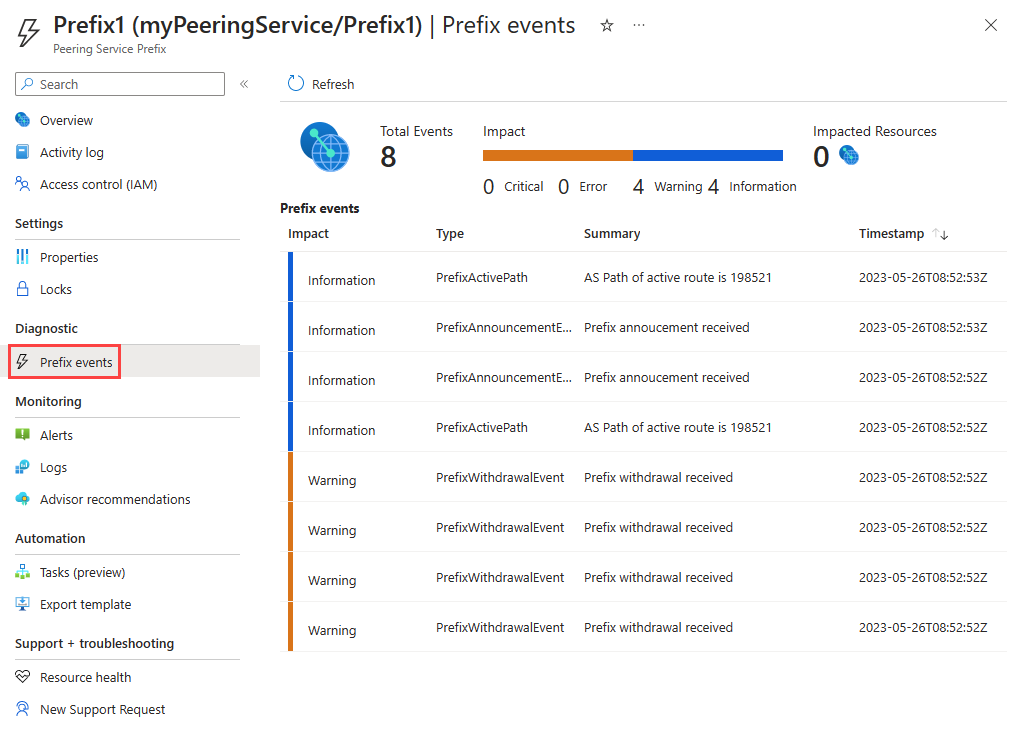 Prefix1 (myPeeringService/Prefix1) | Prefix events
Peering Service Prefix
Search
Overview
Activity log
Access control (IAM)
Settings
Properties
Locks
Diagnostic
Prefix events
Monitoring
Alerts
Logs
Advisor recommendations
Automation
Tasks (preview)
Export template
Support + troubleshooting
Resource health
New Support Request
Refresh
Total Events
8
Impact
0 Critical 0 Error 4 Warning 4 Information
Impacted Resources
0
Prefix events
Impact Type Summary Timestamp
Information PrefixActivePath AS Path of active route is 198521 2023-05-26T08:52:53Z
Information PrefixAnnouncementE... Prefix annoucement received 2023-05-26T08:52:53Z
Information PrefixAnnouncementE... Prefix annoucement received 2023-05-26T08:52:52Z
Information PrefixActivePath AS Path of active route is 198521 2023-05-26T08:52:52Z
Warning PrefixWithdrawalEvent Prefix withdrawal received 2023-05-26T08:52:52Z
Warning PrefixWithdrawalEvent Prefix withdrawal received 2023-05-26T08:52:52Z
Warning PrefixWithdrawalEvent Prefix withdrawal received 2023-05-26T08:52:52Z
Warning PrefixWithdrawalEvent Prefix withdrawal received 2023-05-26T08:52:52Z